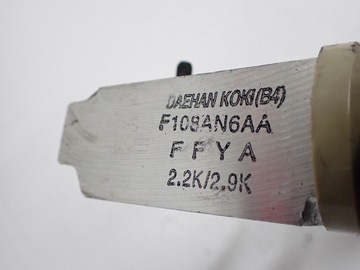 DAEHAN KOKI(B4)
F108AN6AA
F F Y A
2.2K/2.9K